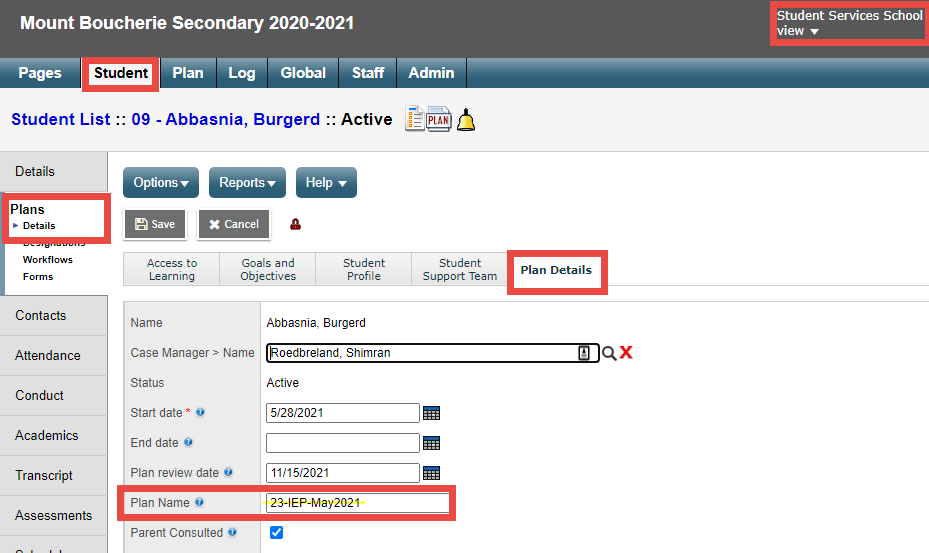 Mount Boucherie Secondary 2020-2021
Student Services School
view
Pages Student Plan Log Global Staff Admin
Student List :: 09 - Abbasnia, Burgerd :: Active
PLAN
Details
Plans
Details
Designations
Workflows
Forms
Contacts
Attendance
Conduct
Academics
Transcript
Assessments
Options Reports Help
Save Cancel
Access to Learning
Goals and Objectives
Student Profile
Student Support Team
Plan Details
Name Abbasnia, Burgerd
Case Manager > Name Roedbreland, Shimran
Status Active
Start date * 5/28/2021
End date
Plan review date 11/15/2021
Plan Name 23-IEP-May2021
Parent Consulted